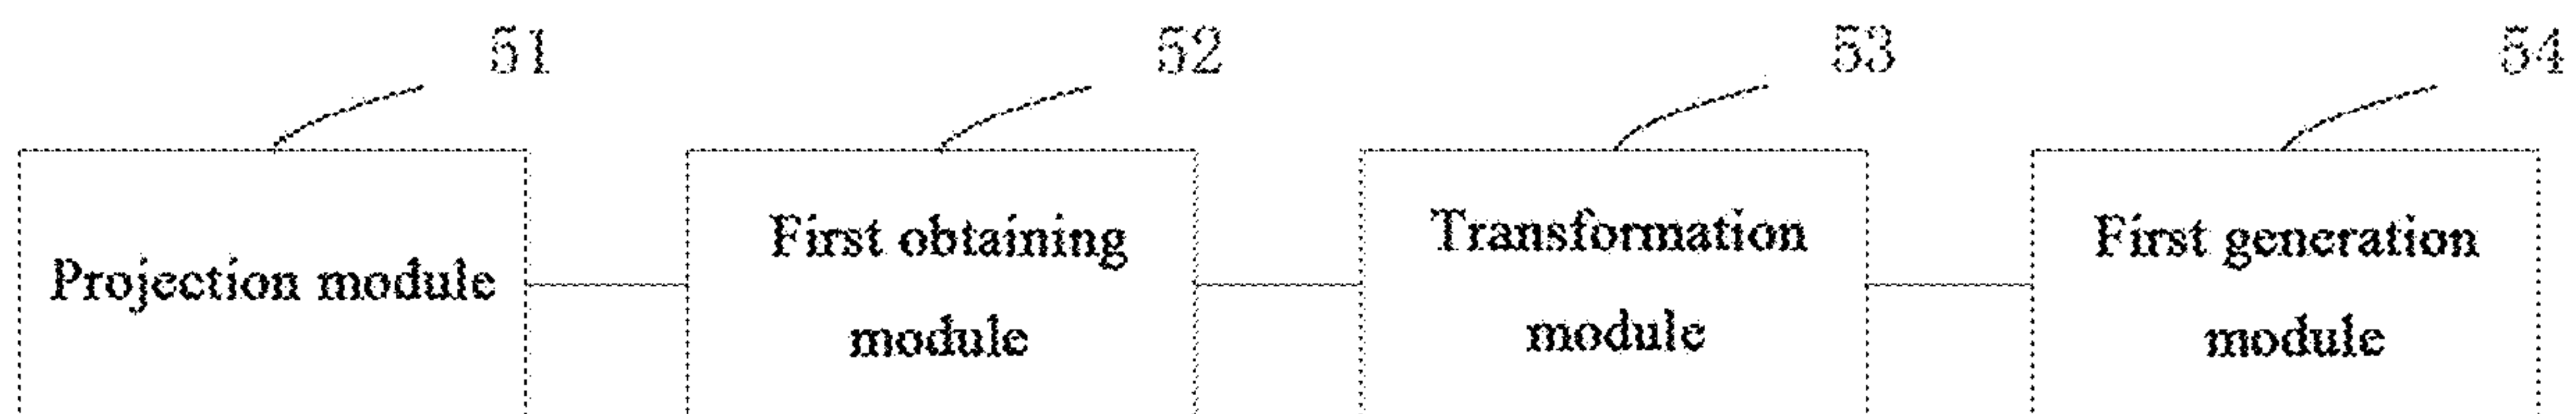 51
52
53
54
Projection module
First obtaining
module
Transformation
module
First generation
module